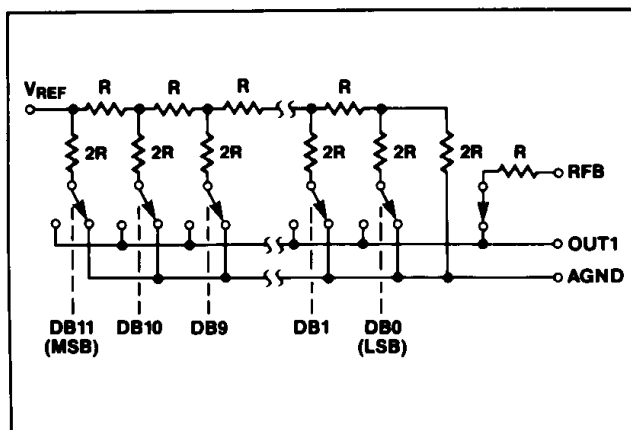 VREF R R R R
2R 2R 2R 2R 2R 2R R RFB
OUT1
AGND
DB11 DB10 DB9 DB1 DB0
(MSB) (LSB)